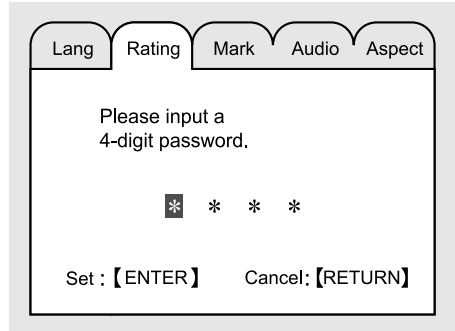 Lang Rating Mark Audio Aspect
Please input a
4-digit password.
* * * *
Set :【ENTER】 Cancel:【RETURN】